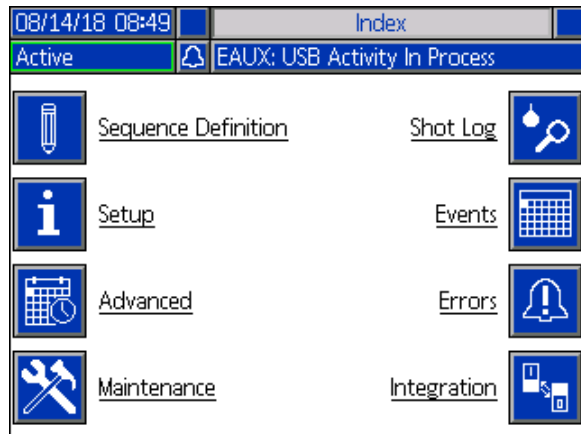 08/14/18 08:49 Index
Active EAUX: USB Activity In Process
Sequence Definition Shot Log
Setup Events
Advanced Errors
Maintenance Integration